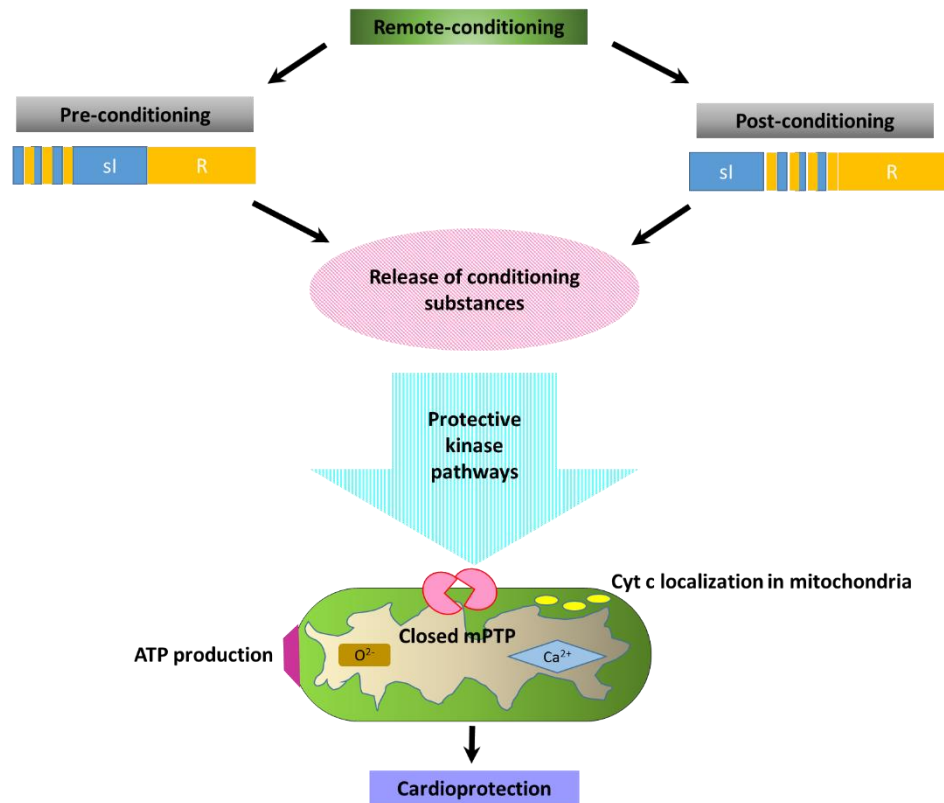 Remote-conditioning
Pre-conditioning
Post-conditioning
sI
R
sI
R
Release of conditioning
substances
Protective
kinase
pathways
Cyt c localization in mitochondria
Closed mPTP
ATP production
O²⁻
Ca²⁺
Cardioprotection